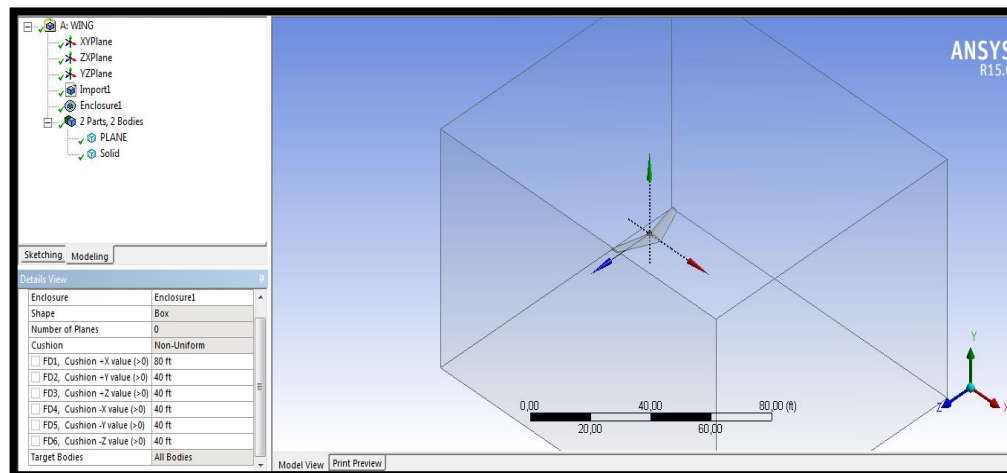 A: WING
XYPlane
ZXPlane
YZPlane
Import1
Enclosure1
2 Parts, 2 Bodies
PLANE
Solid
Sketching Modeling
Details View
Enclosure Enclosure1
Shape Box
Number of Planes 0
Cushion Non-Uniform
FD1, Cushion +X value (>0) 80 ft
FD2, Cushion +Y value (>0) 40 ft
FD3, Cushion +Z value (>0) 40 ft
FD4, Cushion -X value (>0) 40 ft
FD5, Cushion -Y value (>0) 40 ft
FD6, Cushion -Z value (>0) 40 ft
Target Bodies All Bodies
ANSYS
R15.0
0,00 40,00 80,00 (ft)
20,00 60,00
Y
Z X
Model View Print Preview